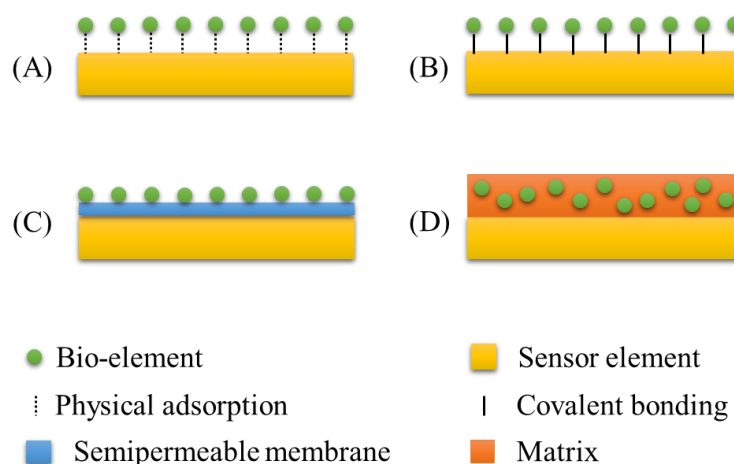 (A)
(B)
(C)
(D)
Bio-element
Sensor element
Physical adsorption
Covalent bonding
Semipermeable membrane
Matrix